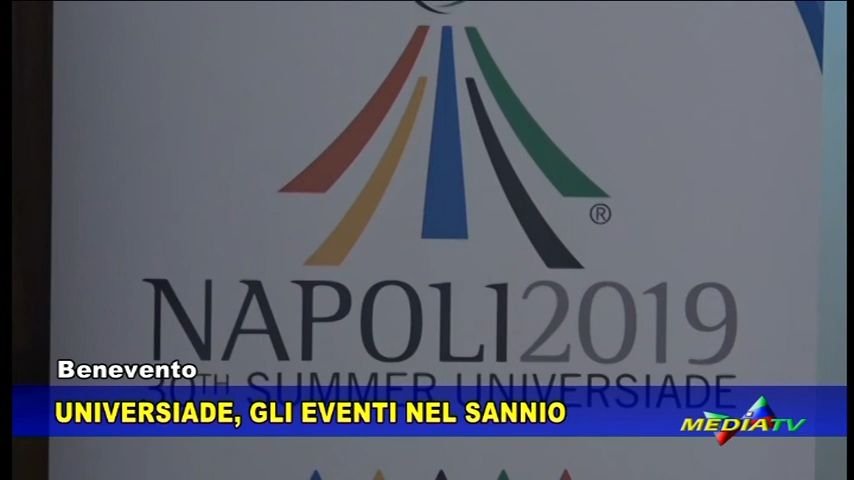 ®
NAPOLI2019
30TH SUMMER UNIVERSIADE
Benevento
UNIVERSIADE, GLI EVENTI NEL SANNIO
MEDIATV